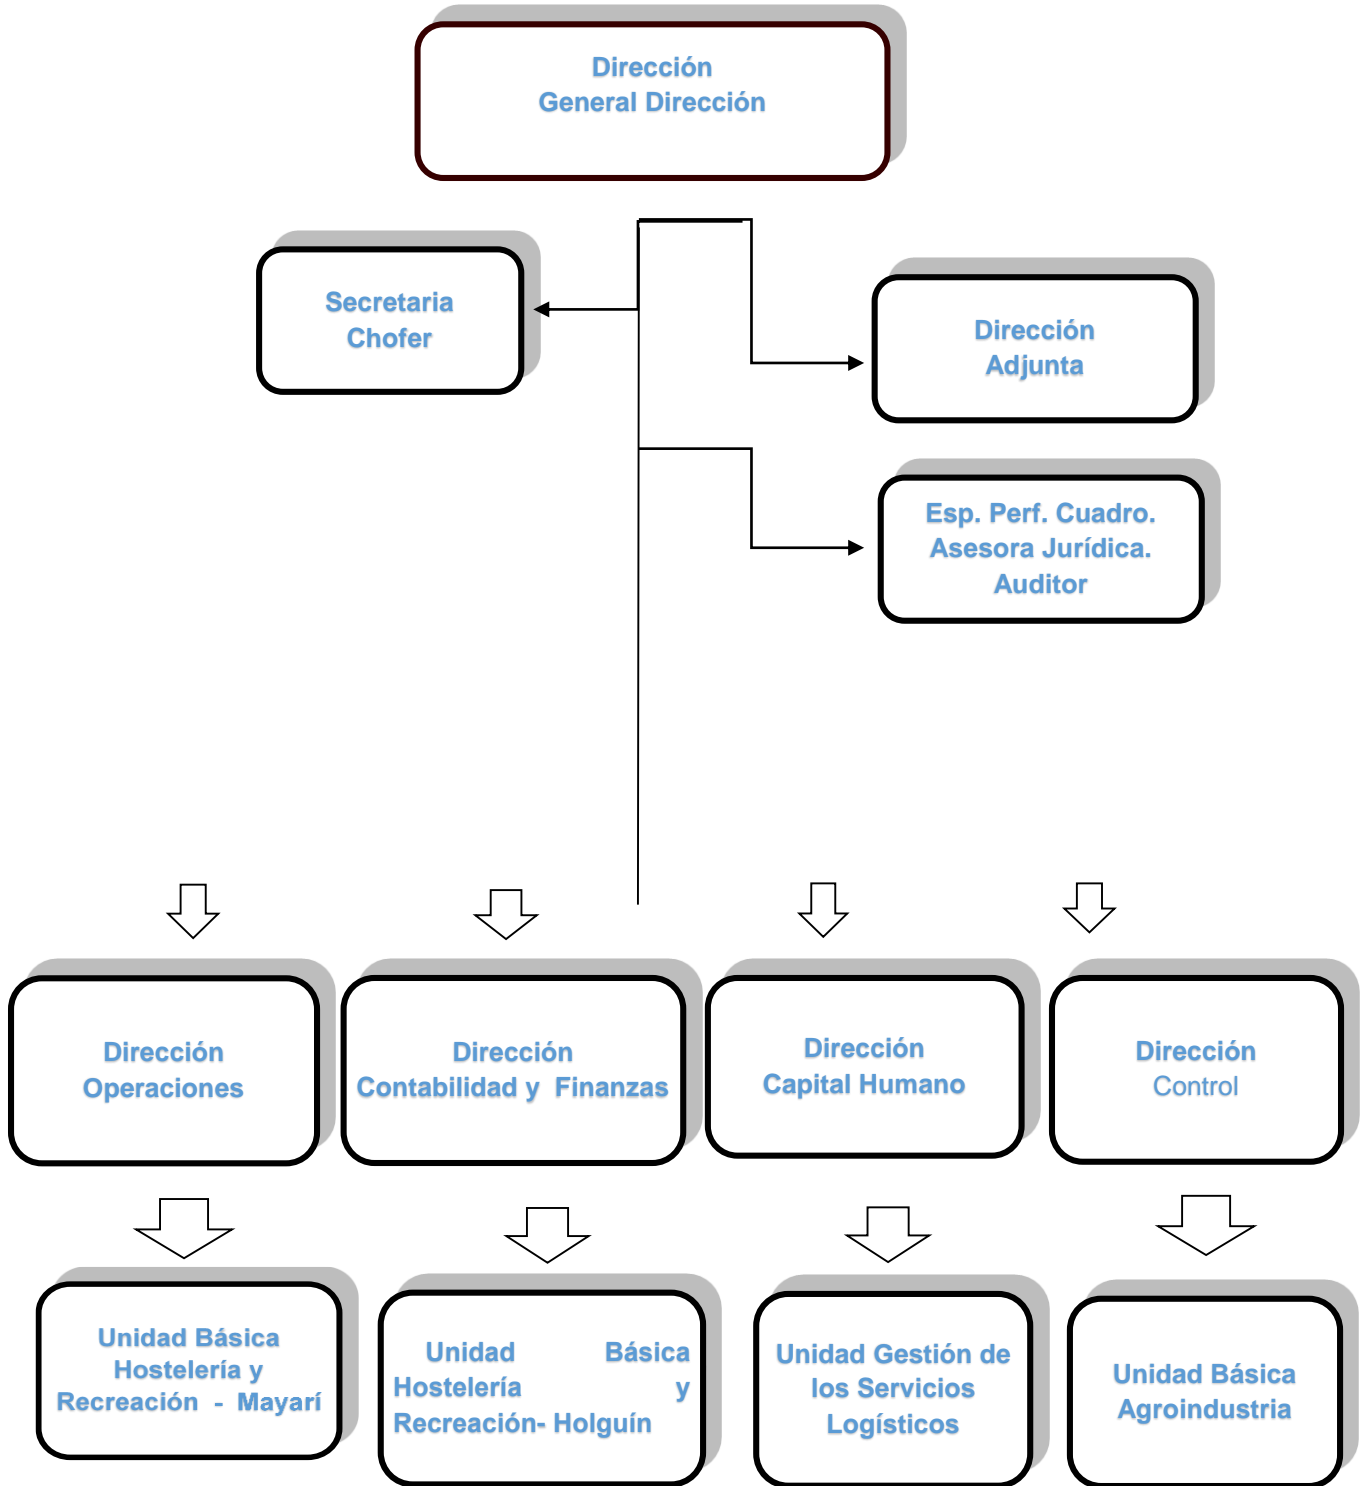 Dirección
General Dirección
Secretaria
Chofer
Dirección
Adjunta
Esp. Perf. Cuadro.
Asesora Jurídica.
Auditor
Dirección
Operaciones
Dirección
Contabilidad y Finanzas
Dirección
Capital Humano
Dirección
Control
Unidad Básica
Hostelería y
Recreación - Mayarí
Unidad Básica
Hostelería y
Recreación- Holguín
Unidad Gestión de
los Servicios
Logísticos
Unidad Básica
Agroindustria